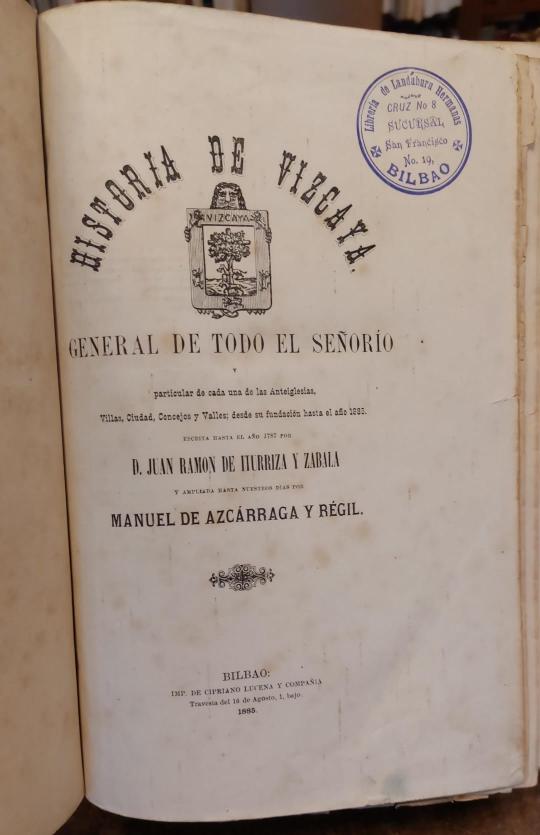 Librería de Landáburu Hermanos
CRUZ No 8
SUCURSAL
San Francisco
No. 19,
BILBAO
HISTORIA DE VIZCAYA.
VIZCAYA
GENERAL DE TODO EL SEÑORÍO
Y
particular de cada una de las Anteiglesias,
Villas, Ciudad, Concejos y Valles; desde su fundación hasta el año 1885.
ESCRITA HASTA EL AÑO 1787 POR
D. JUAN RAMON DE ITURRIZA Y ZABALA
Y AMPLIADA HASTA NUESTROS DÍAS POR
MANUEL DE AZCÁRRAGA Y RÉGIL.
BILBAO:
IMP. DE CIPRIANO LUCENA Y COMPAÑIA
Travesía del 16 de Agosto, 1, bajo.
1885.